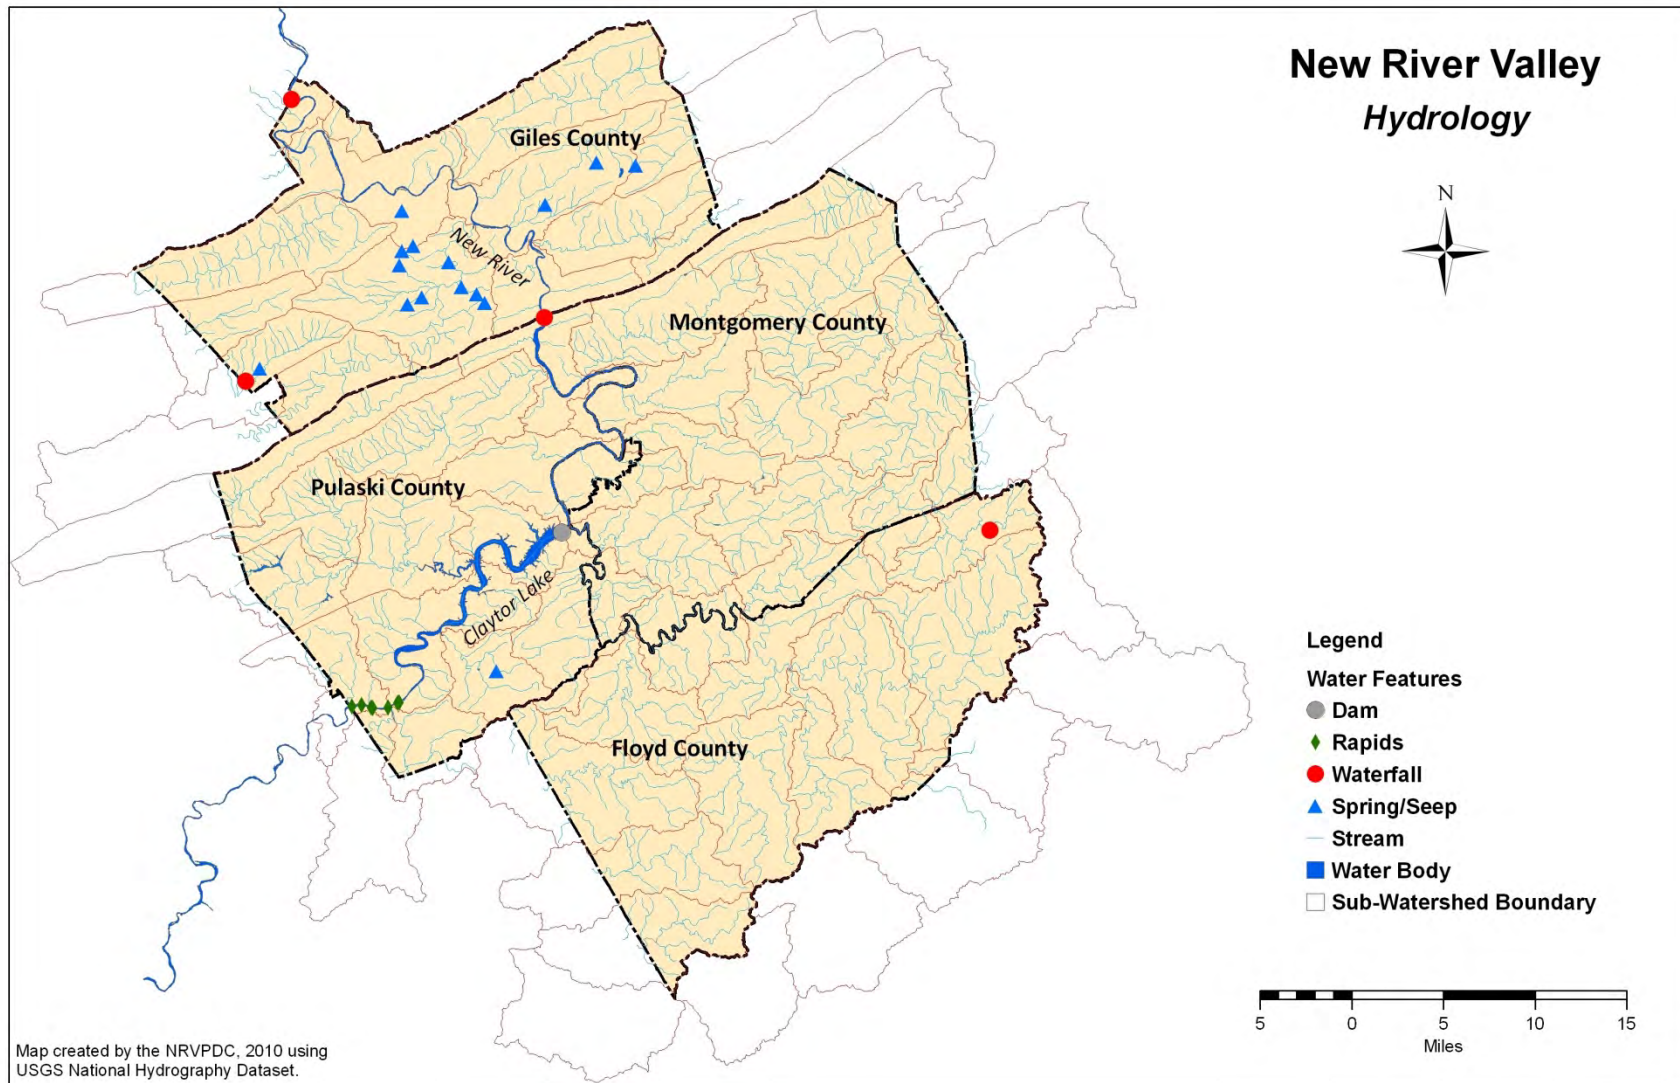 New River Valley
Hydrology
N
Giles County
New River
Montgomery County
Pulaski County
Claytor Lake
Floyd County
Legend
Water Features
Dam
Rapids
Waterfall
Spring/Seep
Stream
Water Body
Sub-Watershed Boundary
5 0 5 10 15
Miles
Map created by the NRVPDC, 2010 using
USGS National Hydrography Dataset.